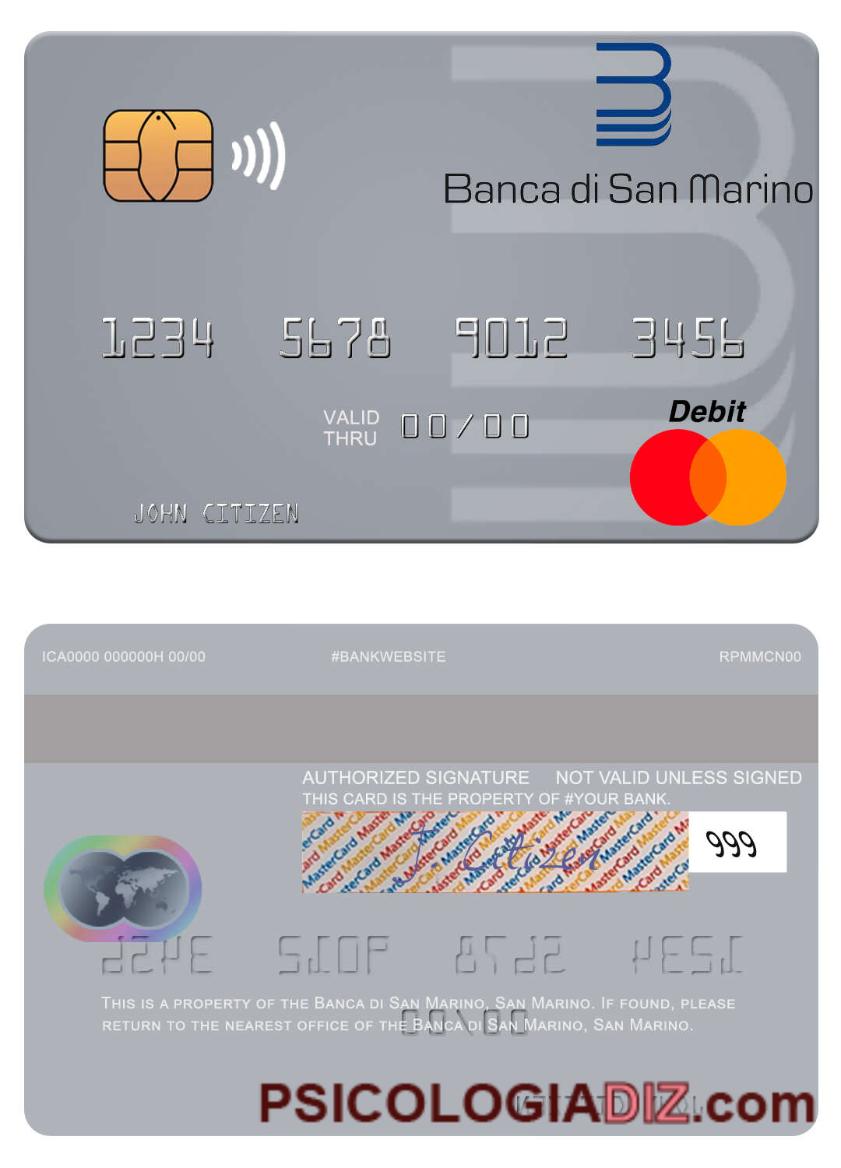 Banca di San Marino
1234 5678 9012 3456
Debit
VALID THRU 00/00
JOHN CITIZEN
ICA0000 000000H 00/00 #BANKWEBSITE RPMMCN00
AUTHORIZED SIGNATURE NOT VALID UNLESS SIGNED
THIS CARD IS THE PROPERTY OF #YOUR BANK.
MasterCard
J. Citizen
999
THIS IS A PROPERTY OF THE BANCA DI SAN MARINO, SAN MARINO. IF FOUND, PLEASE
RETURN TO THE NEAREST OFFICE OF THE BANCA DI SAN MARINO, SAN MARINO.
PSICOLOGIADIZ.com